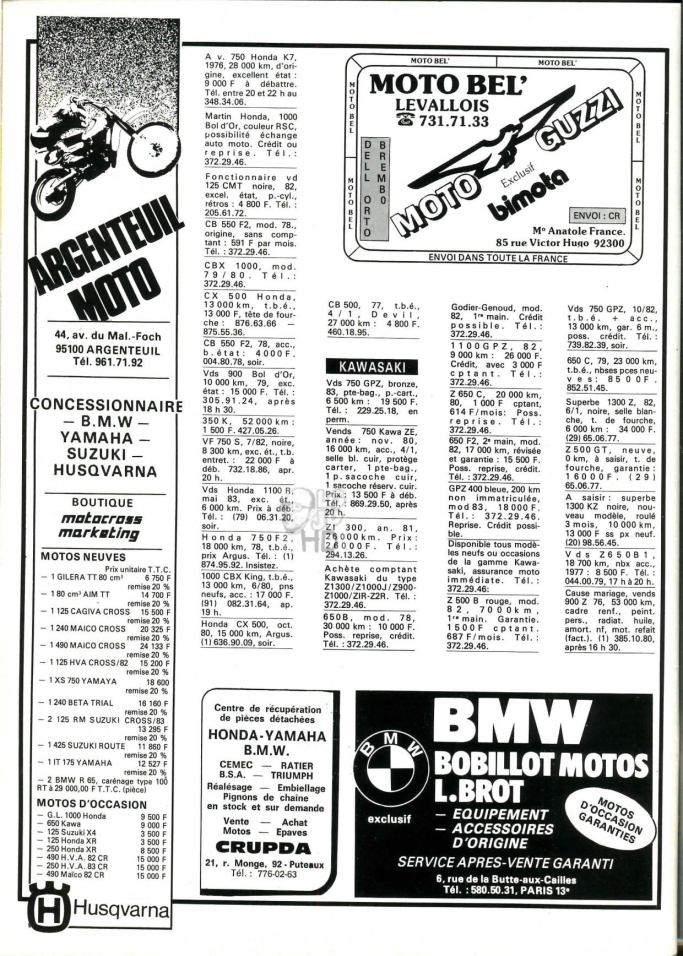 ARGENTEUIL
MOTO
44, av. du Mal.-Foch
95100 ARGENTEUIL
Tél. 961.71.92
CONCESSIONNAIRE
– B.M.W –
YAMAHA –
SUZUKI –
HUSQVARNA
BOUTIQUE
motocross
marketing
MOTOS NEUVES
Prix unitaire T.T.C.
– 1 GILERA TT 80 cm³ 6 750 F
remise 20 %
– 1 80 cm³ AIM TT 14 700 F
remise 20 %
– 1 125 CAGIVA CROSS 15 500 F
remise 20 %
– 1 240 MAICO CROSS 20 325 F
remise 20 %
– 1 490 MAICO CROSS 24 133 F
remise 20 %
– 1 125 HVA CROSS/82 15 200 F
remise 20 %
– 1 XS 750 YAMAYA 18 600
remise 20 %
– 1 240 BETA TRIAL 16 160 F
remise 20 %
– 2 125 RM SUZUKI CROSS/83
13 295 F
remise 20 %
– 1 425 SUZUKI ROUTE 11 860 F
remise 20 %
– 1 IT 175 YAMAHA 12 527 F
remise 20 %
– 2 BMW R 65, carénage type 100
RT à 29 000,00 F T.T.C. (pièce)
MOTOS D'OCCASION
– G.L. 1000 Honda 9 500 F
– 650 Kawa 9 000 F
– 125 Suzuki X4 3 500 F
– 125 Honda XR 3 500 F
– 250 Honda XR 8 500 F
– 490 H.V.A. 82 CR 15 000 F
– 250 H.V.A. 83 CR 15 000 F
– 490 Maïco 82 CR 15 000 F
H Husqvarna
A v. 750 Honda K7,
1976, 28 000 km, d'ori-
gine, excellent état :
9 000 F à débattre.
Tél. entre 20 et 22 h au
348.34.06.
Martin Honda, 1000
Bol d'Or, couleur RSC,
possibilité échange
auto moto. Crédit ou
reprise. Tél. :
372.29.46.
Fonctionnaire vd
125 CMT noire, 82,
excel. état, p.-cyl.,
rétros : 4 800 F. Tél. :
205.61.72.
CB 550 F2, mod. 78.,
origine, sans comp-
tant : 591 F par mois.
Tél. : 372.29.46.
CBX 1000, mod.
79/80. Tél. :
372.29.46.
CX 500 Honda,
13 000 km, t.b.é.,
13 000 F, tête de four-
che : 876.63.66 —
875.55.36.
CB 550 F2, 78, acc.,
b. état : 4000 F.
004.80.78, soir.
Vds 900 Bol d'Or,
10 000 km, 79, exc.
état : 15 000 F. Tél. :
305.91.24, après
18 h 30.
350 K, 52 000 km :
1 500 F. 427.05.26.
VF 750 S, 7/82, noire,
8 300 km, exc. ét., t.b.
entret. : 22 000 F à
déb. 732.18.86, apr.
20 h.
Vds Honda 1100 R,
mai 83, exc. ét.,
6 000 km. Prix à déb.
Tél. : (79) 06.31.20,
soir.
Honda 750 F2,
18 000 km, 78, t.b.é.,
prix Argus. Tél. : (1)
874.95.92. Insistez.
1000 CBX King, t.b.é.,
13 000 km, 6/80, pns
neufs, acc. : 17 000 F.
(91) 082.31.64, ap.
19 h.
Honda CX 500, oct.
80, 15 000 km, Argus.
(1) 636.90.09, soir.
MOTO BEL'
MOTO BEL'
MOTO BEL
MOTO BEL
MOTO BEL
MOTO BEL
MOTO BEL'
LEVALLOIS
☎ 731.71.33
DELL ORTO
BREMBO
MOTO GUZZI
Exclusif
bimota
ENVOI : CR
Mº Anatole France.
85 rue Victor Hugo 92300
ENVOI DANS TOUTE LA FRANCE
CB 500, 77, t.b.é.,
4/1, Devil,
27 000 km : 4 800 F.
460.18.95.
KAWASAKI
Vds 750 GPZ, bronze,
83, pte-bag., p.-cart.,
6 500 km : 19 500 F.
Tél. : 229.25.18, en
perm.
Vends 750 Kawa ZE,
année : nov. 80,
16 000 km, acc., 4/1,
selle bl. cuir, protège
carter, 1 pte-bag.,
1 p. sacoche cuir,
1 sacoche réserv. cuir.
Prix : 13 500 F à déb.
Tél. : 869.29.50, après
20 h.
Z1 300, an. 81,
26000km. Prix :
26000F. Tél. :
294.13.26.
Achète comptant
Kawasaki du type
Z1300/Z1000J/Z900-
Z1000/ZIR-Z2R. Tél. :
372.29.46.
650B, mod. 78,
30 000 km : 10 000 F.
Poss. reprise, crédit.
Tél. : 372.29.46.
Godier-Genoud, mod.
82, 1re main. Crédit
possible. Tél. :
372.29.46.
1100 GPZ, 82,
9 000 km : 26 000 F.
Crédit, avec 3 000 F
cptant. Tél. :
372.29.46.
Z 650 C, 20 000 km,
80, 1 000 F cptant,
614 F/mois: Poss.
reprise. Tél. :
372.29.46.
650 F2, 2e main, mod.
82, 17 000 km, révisée
et garantie : 15 500 F.
Poss. reprise, crédit.
Tél. : 372.29.46.
GPZ 400 bleue, 200 km
non immatriculée,
mod 83, 18000 F.
Tél. : 372.29.46.
Reprise. Crédit possi-
ble.
Disponible tous modè-
les neufs ou occasions
de la gamme Kawa-
saki, assurance moto
immédiate. Tél. :
372.29.46.
Z 500 B rouge, mod.
82, 7000 km,
1re main. Garantie.
1500 F cptant.
687 F/mois. Tél. :
372.29.46.
Vds 750 GPZ, 10/82,
t.b.é. + acc.,
13 000 km, gar. 6 m.,
poss. crédit. Tél. :
739.82.39, soir.
650 C, 79, 23 000 km,
t.b.é., nbses pces neu-
ves : 8500 F.
852.51.45.
Superbe 1300 Z, 82,
6/1, noire, selle blan-
che, t. de fourche,
6 000 km : 34 000 F.
(29) 65.06.77.
Z 500 GT, neuve,
0 km, à saisir, t. de
fourche, garantie :
16000 F. (29)
65.06.77.
A saisir : superbe
1300 KZ noire, nou-
veau modèle, roulé
3 mois, 10 000 km,
13 000 F ss px neuf.
(20) 98.56.45.
Vds Z650B1,
18 700 km, nbx acc.,
1977 : 8 500 F. Tél. :
044.00.79, 17 h à 20 h.
Cause mariage, vends
900 Z 76, 53 000 km,
cadre renf., peint.
pers., radiat. huile,
amort. nf, mot. refait
(fact.). (1) 385.10.80,
après 16 h 30.
Centre de récupération
de pièces détachées
HONDA-YAMAHA
B.M.W.
CEMEC — RATIER
B.S.A. — TRIUMPH
Réalésage — Embiellage
Pignons de chaine
en stock et sur demande
Vente — Achat
Motos — Epaves
CRUPDA
21, r. Monge, 92 - Puteaux
Tél. : 776-02-63
BMW
BMW
BOBILLOT MOTOS
L.BROT
exclusif
– EQUIPEMENT
– ACCESSOIRES
D'ORIGINE
MOTOS
D'OCCASION
GARANTIES
SERVICE APRES-VENTE GARANTI
6, rue de la Butte-aux-Cailles
Tél. : 580.50.31, PARIS 13e